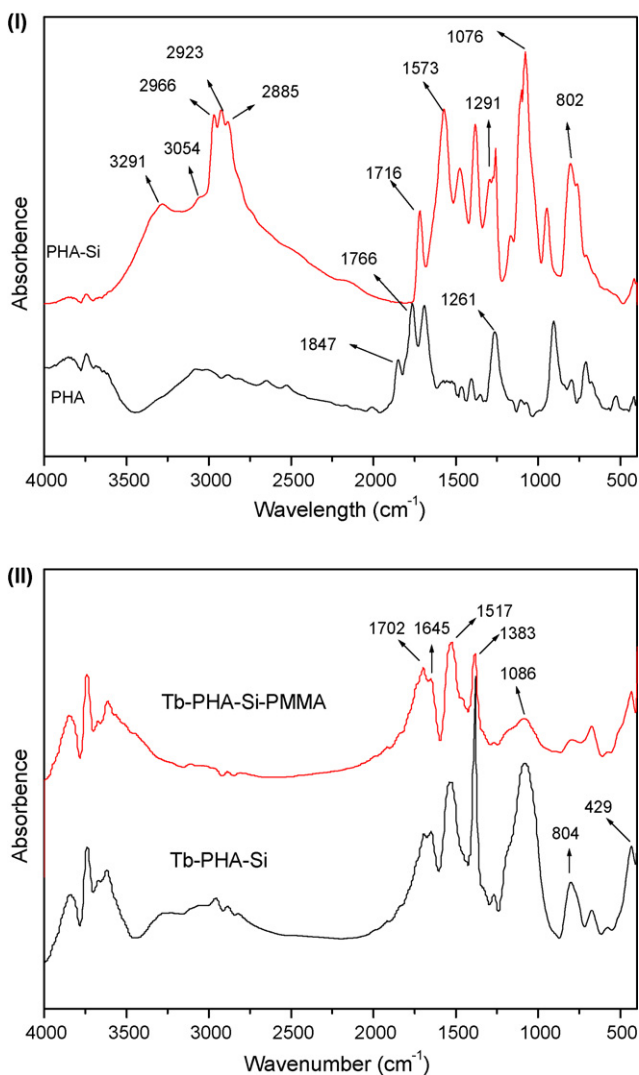 (I)
2923
1076
2966
2885
1573
1291
802
3291
3054
1716
PHA-Si
1766
1261
1847
PHA
Absorbence
4000 3500 3000 2500 2000 1500 1000 500
Wavelength (cm⁻¹)
(II)
1702 1645 1517
1383
1086
Tb-PHA-Si-PMMA
429
804
Tb-PHA-Si
Absorbence
4000 3500 3000 2500 2000 1500 1000 500
Wavenumber (cm⁻¹)